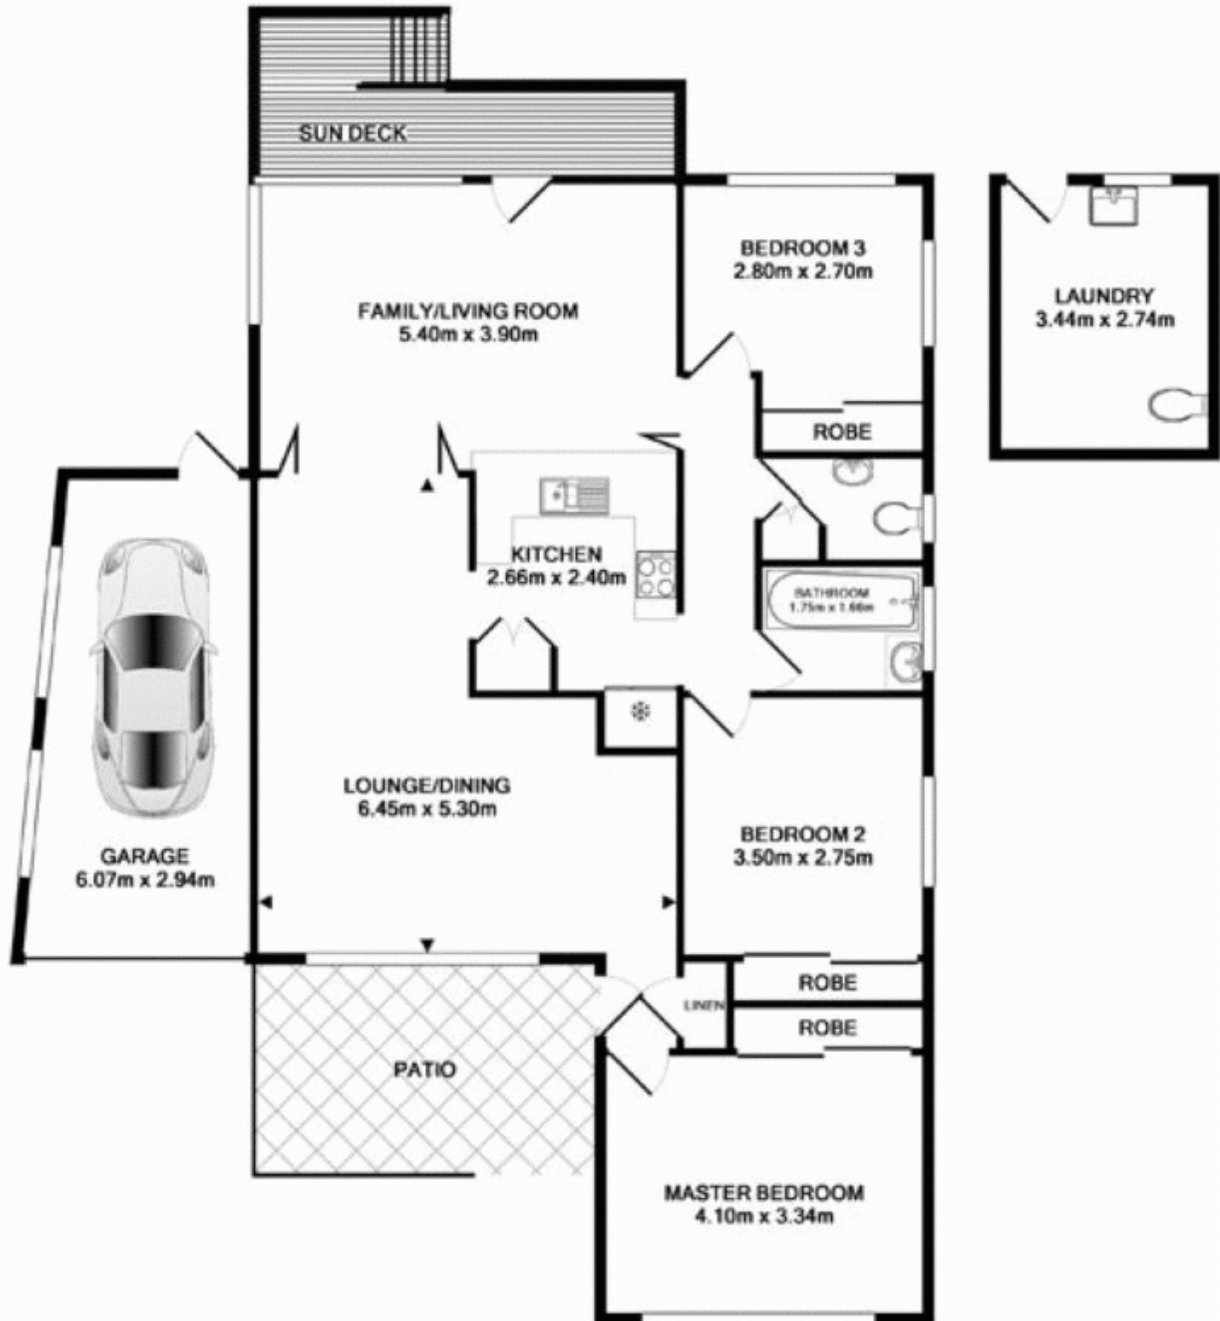 SUN DECK
BEDROOM 3
2.80m x 2.70m
LAUNDRY
3.44m x 2.74m
FAMILY/LIVING ROOM
5.40m x 3.90m
ROBE
KITCHEN
2.66m x 2.40m
BATHROOM
1.75m x 1.66m
LOUNGE/DINING
6.45m x 5.30m
BEDROOM 2
3.50m x 2.75m
GARAGE
6.07m x 2.94m
ROBE
LINEN
ROBE
PATIO
MASTER BEDROOM
4.10m x 3.34m